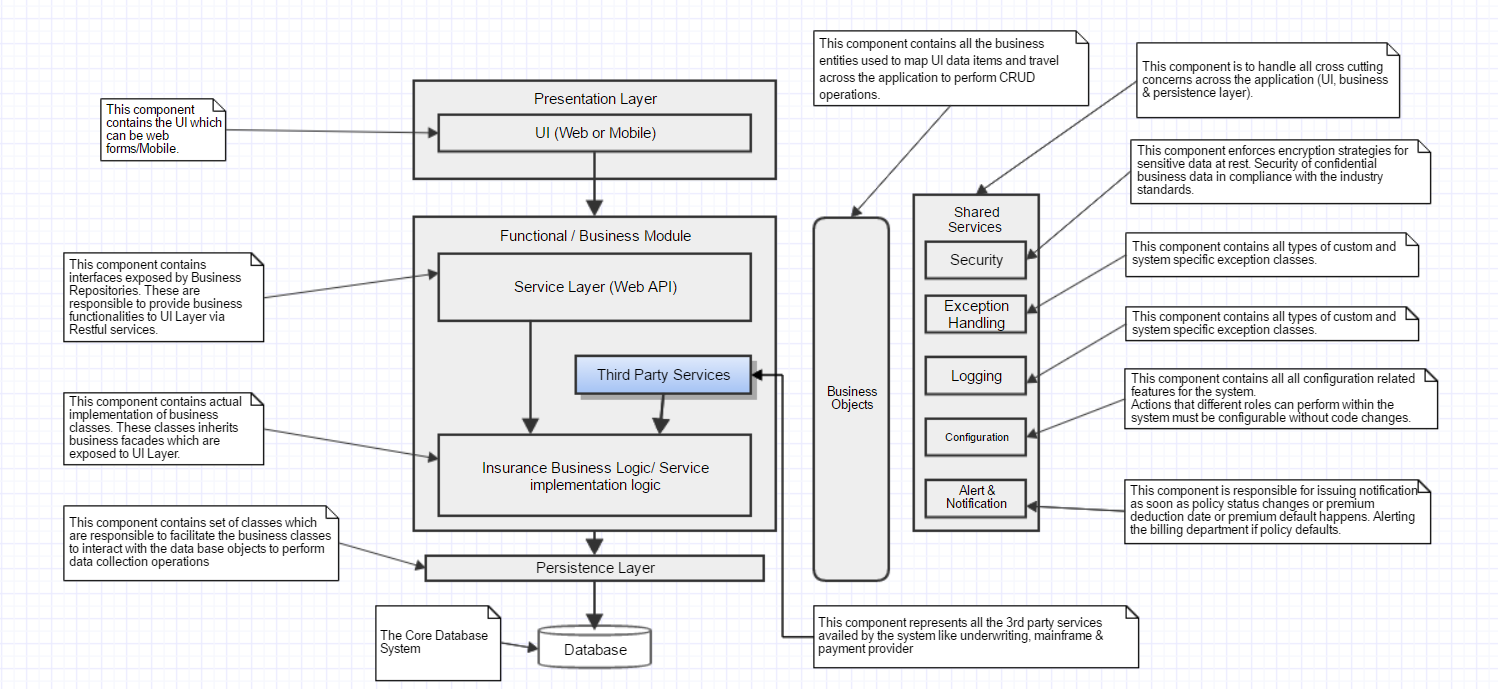 This component contains all the business
entities used to map UI data items and travel
across the application to perform CRUD
operations.
This component is to handle all cross cutting
concerns across the application (UI, business
& persistence layer).
This component
contains the UI which
can be web
forms/Mobile.
Presentation Layer
UI (Web or Mobile)
This component enforces encryption strategies for
sensitive data at rest. Security of confidential
business data in compliance with the industry
standards.
Functional / Business Module
Service Layer (Web API)
This component contains
interfaces exposed by Business
Repositories. These are
responsible to provide business
functionalities to UI Layer via
Restful services.
Shared
Services
Security
Exception
Handling
Logging
Configuration
Alert &
Notification
This component contains all types of custom and
system specific exception classes.
This component contains all types of custom and
system specific exception classes.
Third Party Services
Business
Objects
This component contains all all configuration related
features for the system.
Actions that different roles can perform within the
system must be configurable without code changes.
This component contains actual
implementation of business
classes. These classes inherits
business facades which are
exposed to UI Layer.
Insurance Business Logic/ Service
implementation logic
This component is responsible for issuing notification
as soon as policy status changes or premium
deduction date or premium default happens. Alerting
the billing department if policy defaults.
This component contains set of classes which
are responsible to facilitate the business classes
to interact with the data base objects to perform
data collection operations
Persistence Layer
The Core Database
System
Database
This component represents all the 3rd party services
availed by the system like underwriting, mainframe &
payment provider